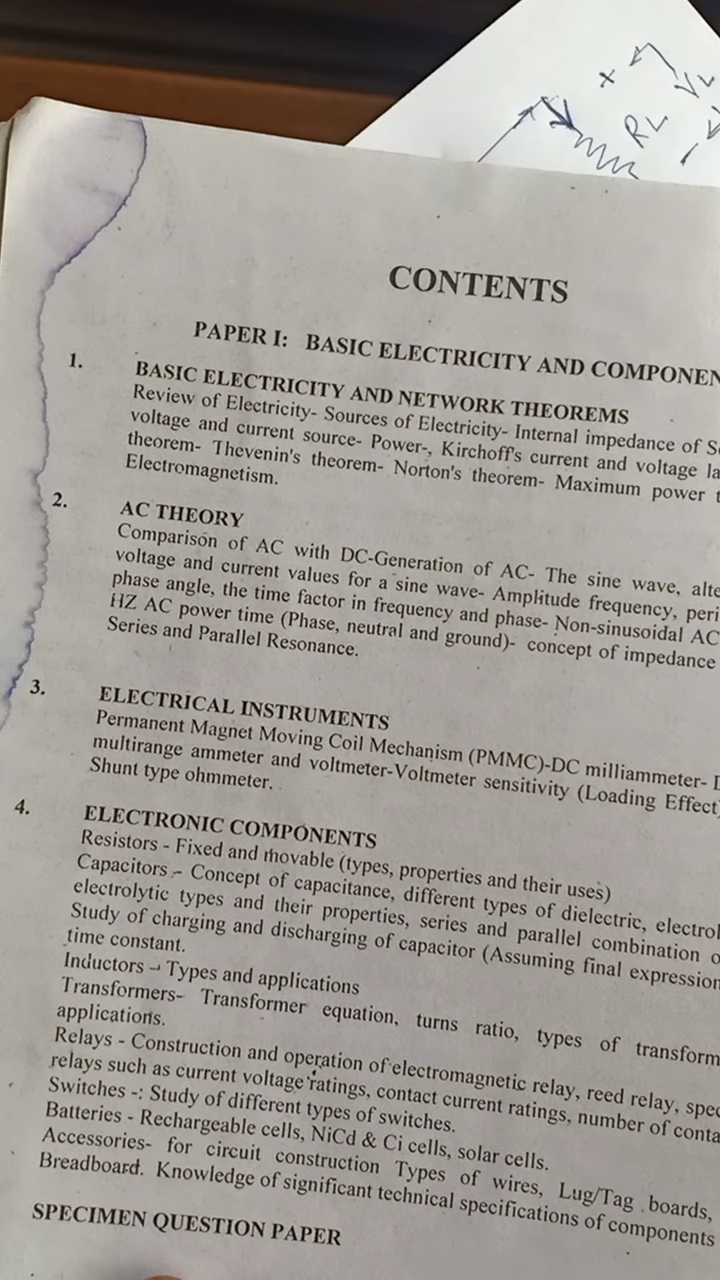 +
VL
RL
-
CONTENTS
PAPER I: BASIC ELECTRICITY AND COMPONEN
1. BASIC ELECTRICITY AND NETWORK THEOREMS
Review of Electricity- Sources of Electricity- Internal impedance of S
voltage and current source- Power-, Kirchoff's current and voltage la
theorem- Thevenin's theorem- Norton's theorem- Maximum power t
Electromagnetism.
2. AC THEORY
Comparison of AC with DC-Generation of AC- The sine wave, alte
voltage and current values for a sine wave- Amplitude frequency, peri
phase angle, the time factor in frequency and phase- Non-sinusoidal AC
HZ AC power time (Phase, neutral and ground)- concept of impedance
Series and Parallel Resonance.
3. ELECTRICAL INSTRUMENTS
Permanent Magnet Moving Coil Mechanism (PMMC)-DC milliammeter- D
multirange ammeter and voltmeter-Voltmeter sensitivity (Loading Effect)
Shunt type ohmmeter.
4. ELECTRONIC COMPONENTS
Resistors - Fixed and movable (types, properties and their uses)
Capacitors - Concept of capacitance, different types of dielectric, electrol
electrolytic types and their properties, series and parallel combination o
Study of charging and discharging of capacitor (Assuming final expression
time constant.
Inductors - Types and applications
Transformers- Transformer equation, turns ratio, types of transform
applications.
Relays - Construction and operation of electromagnetic relay, reed relay, spec
relays such as current voltage ratings, contact current ratings, number of conta
Switches -: Study of different types of switches.
Batteries - Rechargeable cells, NiCd & Ci cells, solar cells.
Accessories- for circuit construction Types of wires, Lug/Tag boards,
Breadboard. Knowledge of significant technical specifications of components
SPECIMEN QUESTION PAPER